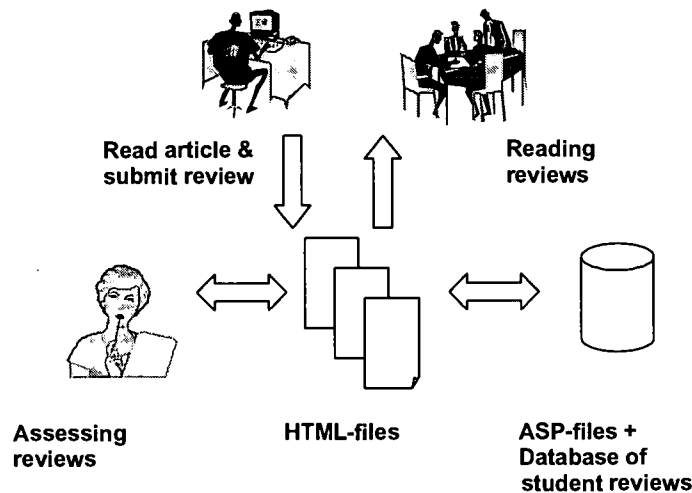 Read article &
submit review
Reading
reviews
Assessing
reviews
HTML-files
ASP-files +
Database of
student reviews